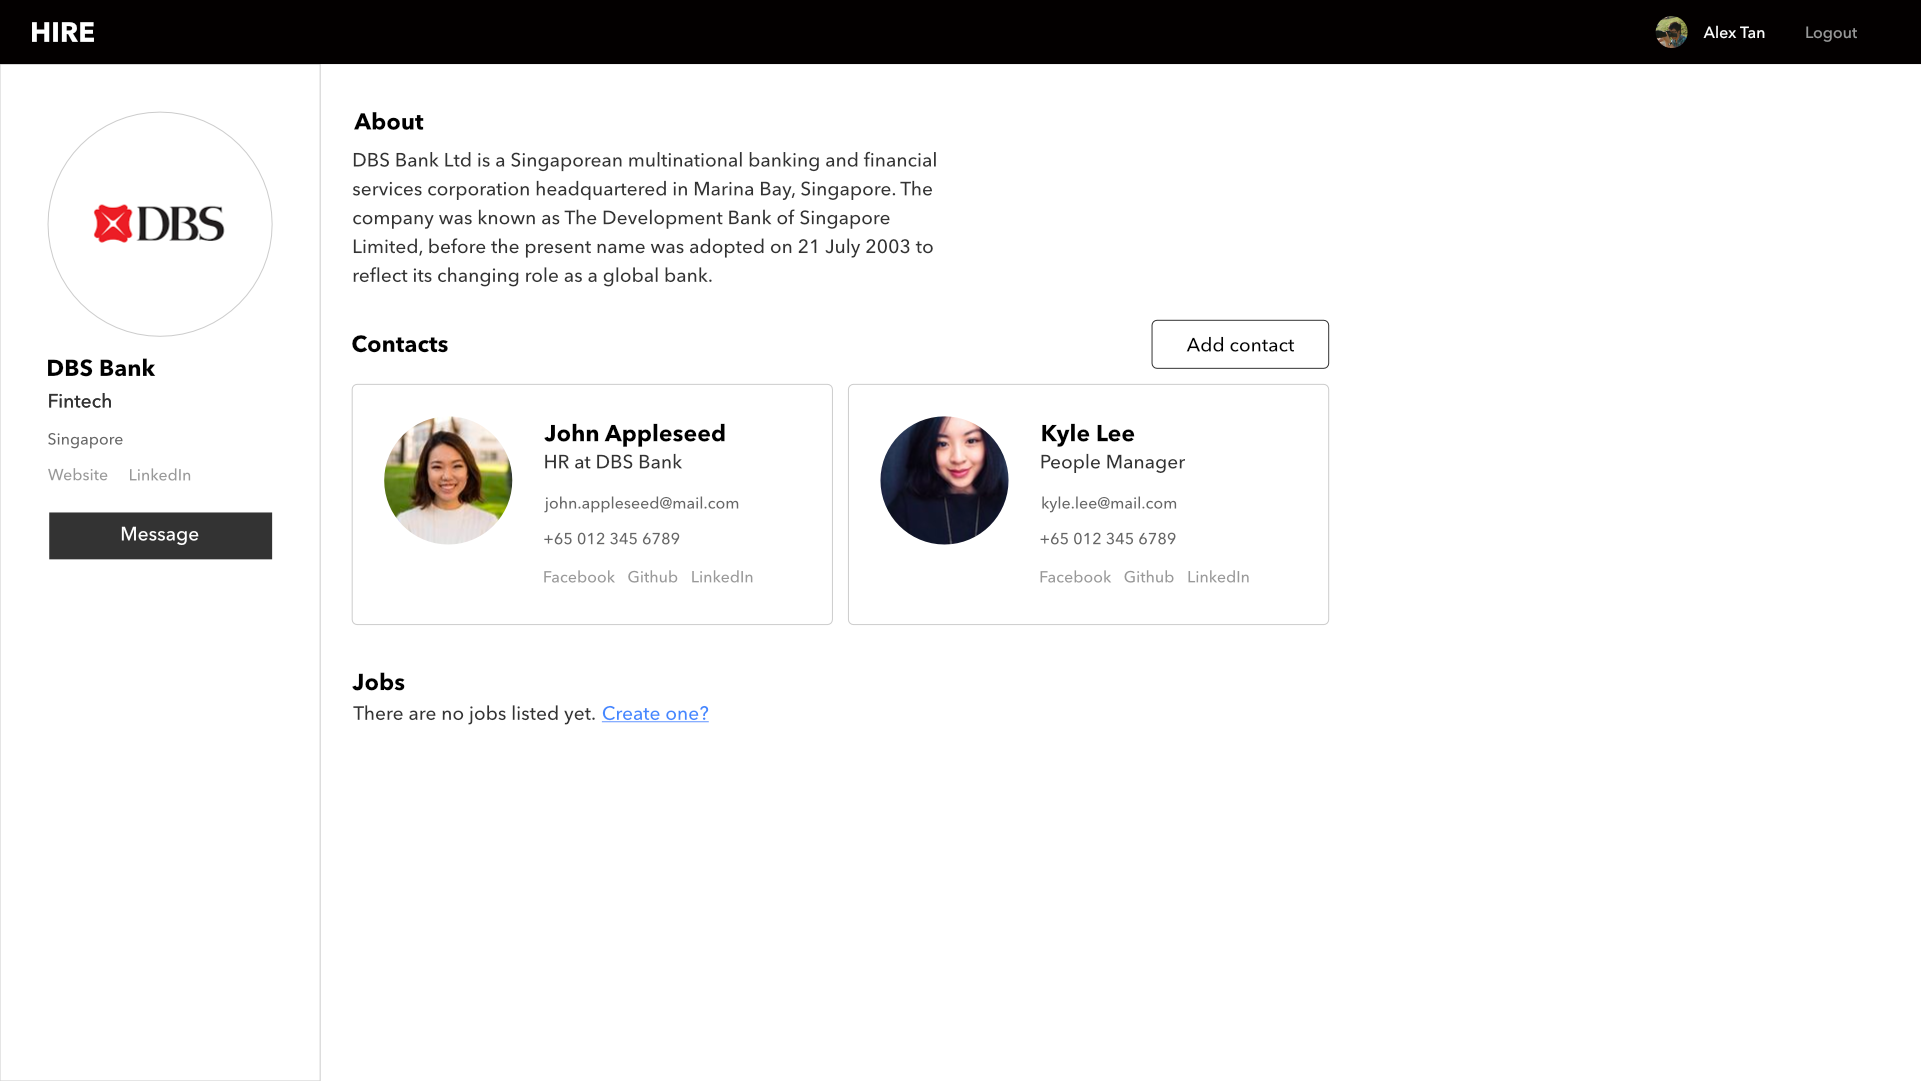 HIRE
Alex Tan
Logout
DBS
DBS Bank
Fintech
Singapore
Website LinkedIn
Message
About
DBS Bank Ltd is a Singaporean multinational banking and financial
services corporation headquartered in Marina Bay, Singapore. The
company was known as The Development Bank of Singapore
Limited, before the present name was adopted on 21 July 2003 to
reflect its changing role as a global bank.
Contacts
Add contact
John Appleseed
HR at DBS Bank
john.appleseed@mail.com
+65 012 345 6789
Facebook Github LinkedIn
Kyle Lee
People Manager
kyle.lee@mail.com
+65 012 345 6789
Facebook Github LinkedIn
Jobs
There are no jobs listed yet. Create one?